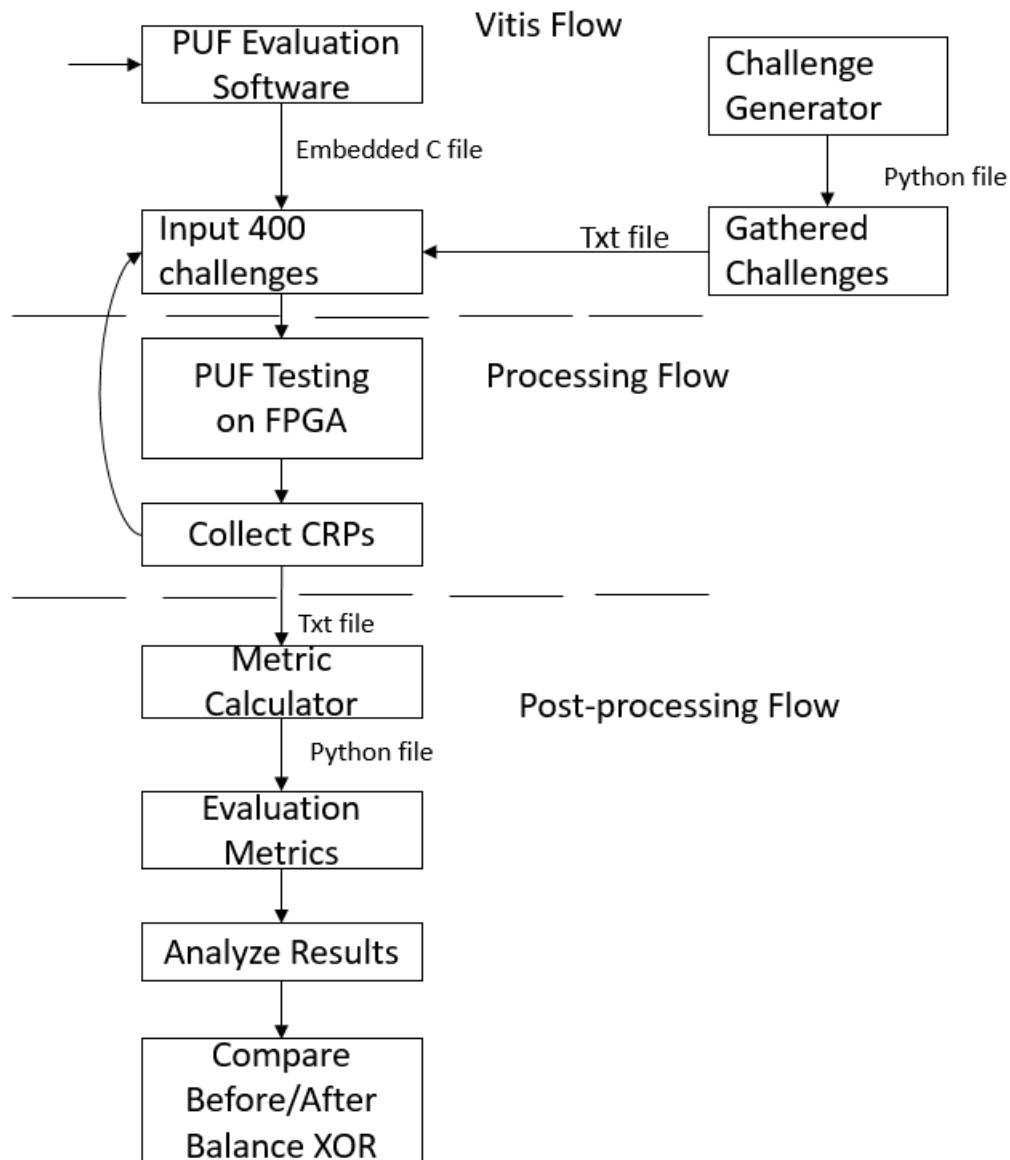 Vitis Flow
PUF Evaluation
Software
Challenge
Generator
Embedded C file
Python file
Input 400
challenges
Txt file
Gathered
Challenges
PUF Testing
on FPGA
Processing Flow
Collect CRPs
Txt file
Metric
Calculator
Post-processing Flow
Python file
Evaluation
Metrics
Analyze Results
Compare
Before/After
Balance XOR